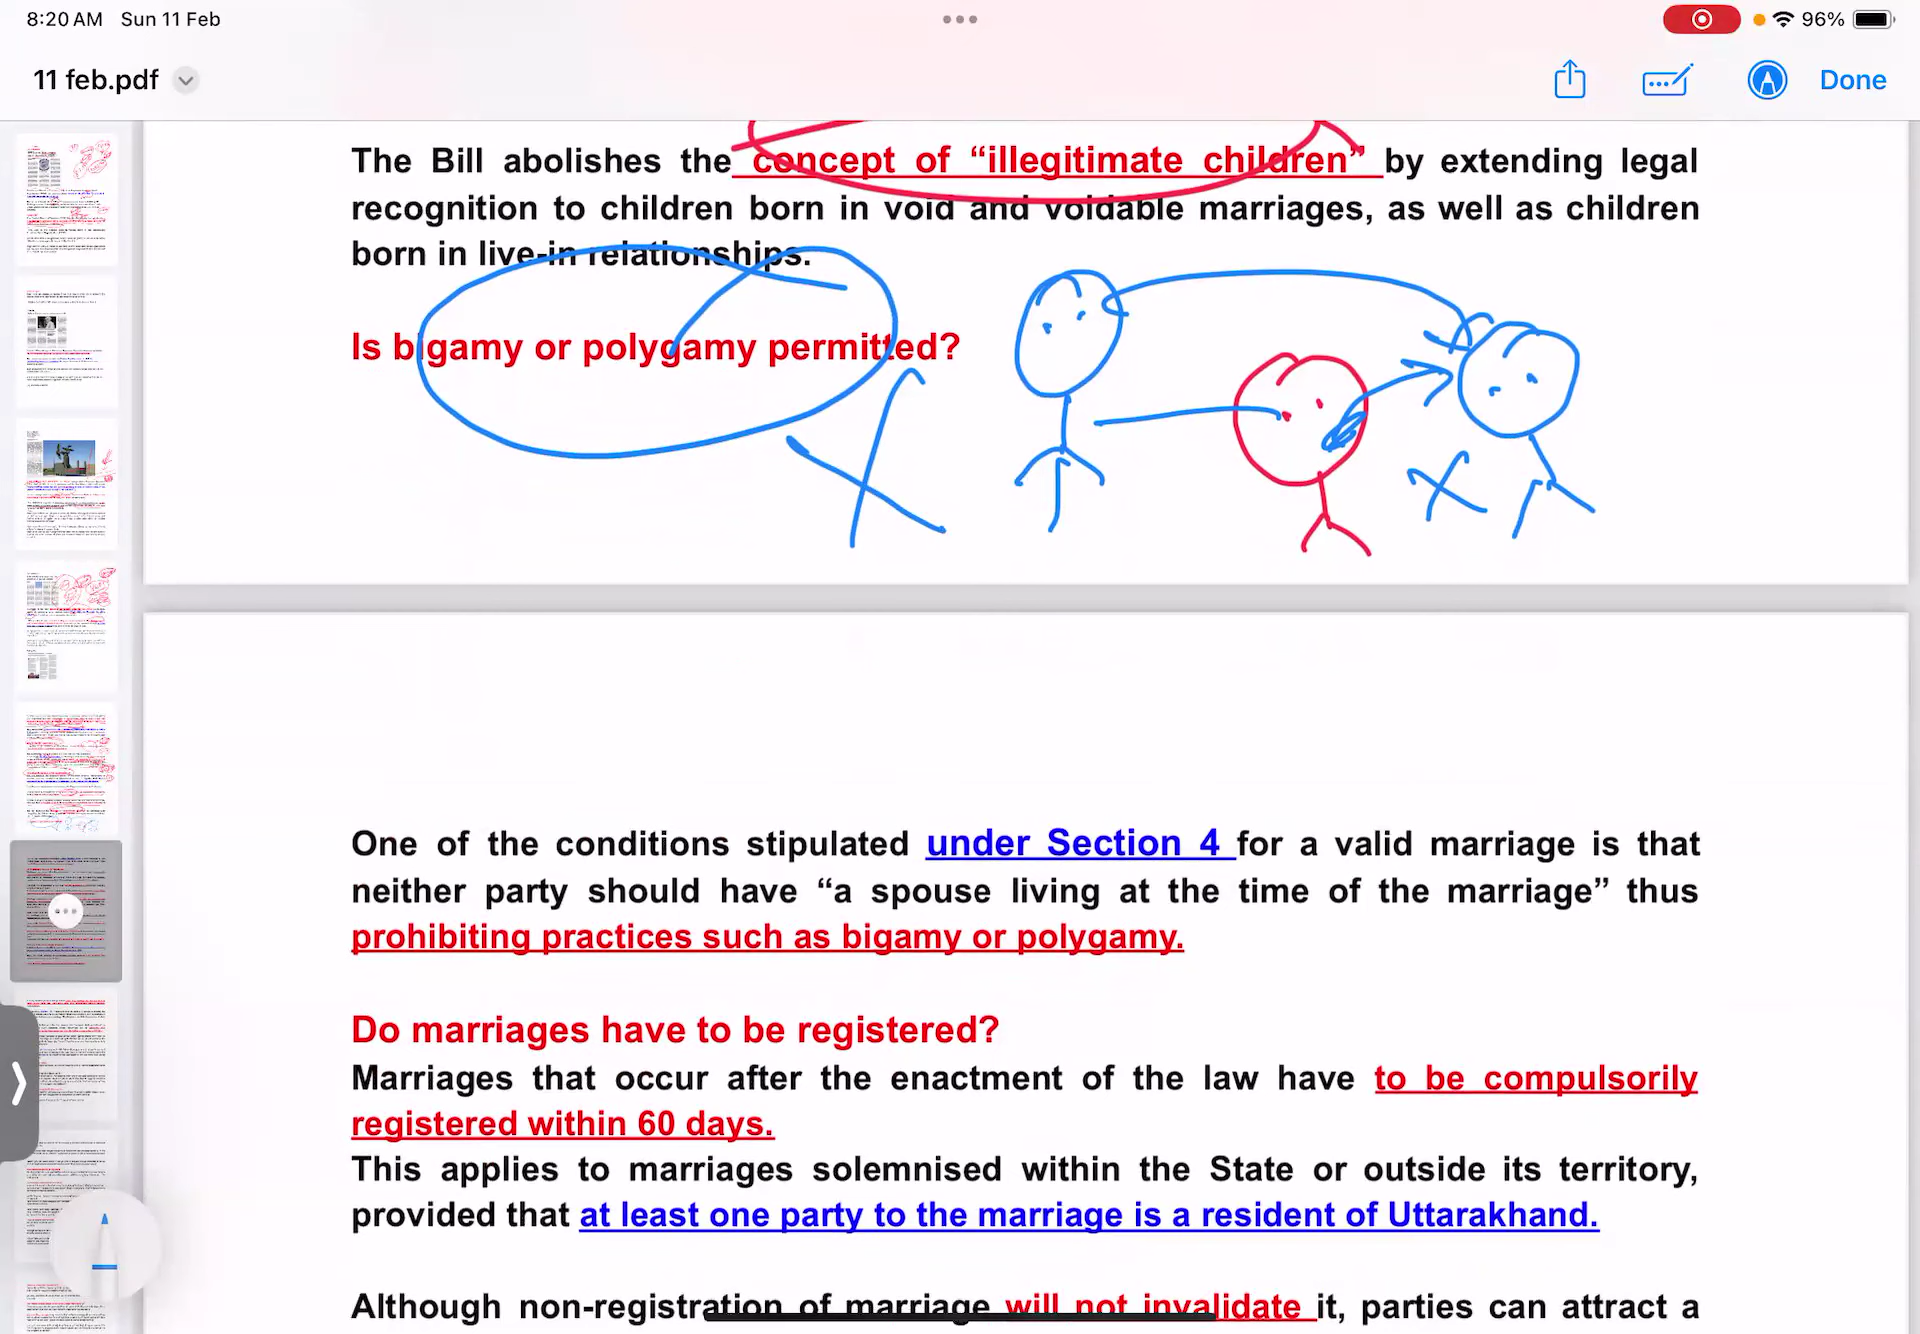 8:20 AM Sun 11 Feb
96%
11 feb.pdf
Done
The Bill abolishes the concept of “illegitimate children” by extending legal
recognition to children born in void and voidable marriages, as well as children
born in live-in relationships.
Is bigamy or polygamy permitted?
One of the conditions stipulated under Section 4 for a valid marriage is that
neither party should have “a spouse living at the time of the marriage” thus
prohibiting practices such as bigamy or polygamy.
Do marriages have to be registered?
Marriages that occur after the enactment of the law have to be compulsorily
registered within 60 days.
This applies to marriages solemnised within the State or outside its territory,
provided that at least one party to the marriage is a resident of Uttarakhand.
Although non-registration of marriage will not invalidate it, parties can attract a